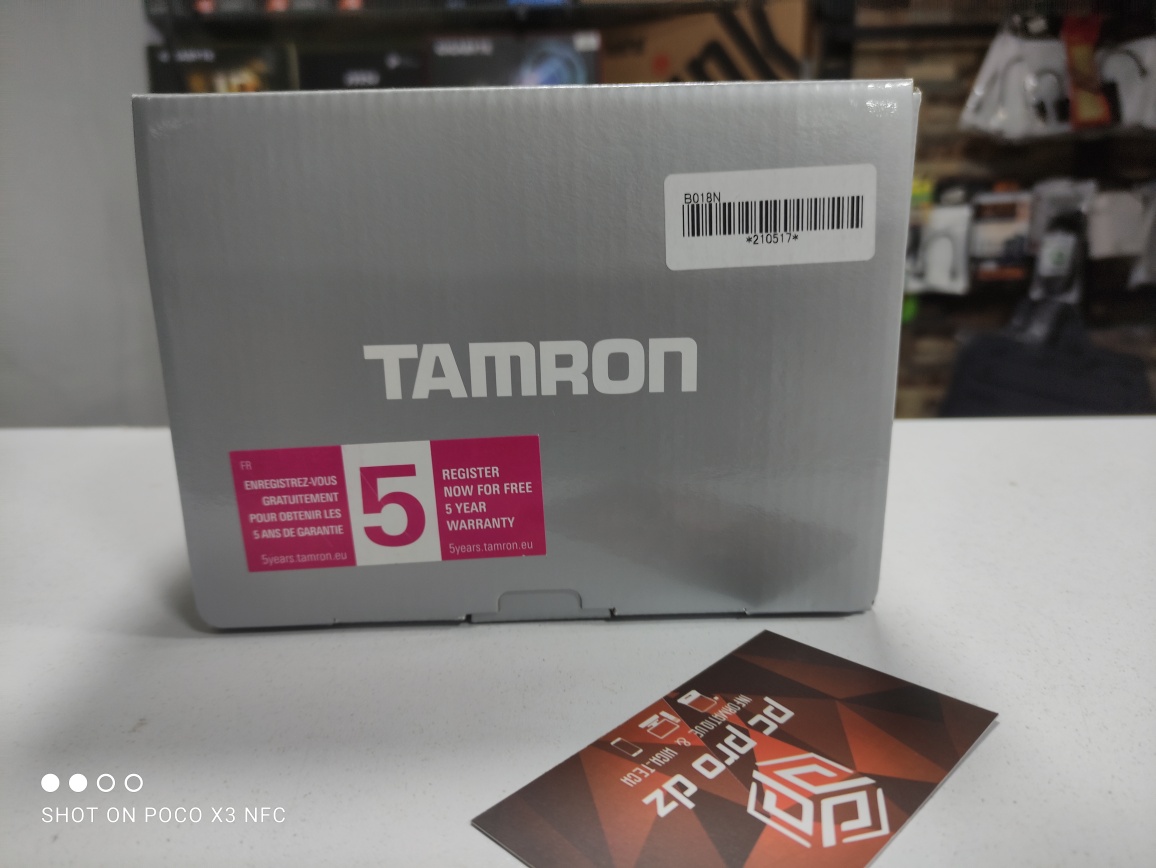 B018N
*210517*
TAMRON
FR
ENREGISTREZ-VOUS
GRATUITEMENT
POUR OBTENIR LES
5 ANS DE GARANTIE
5years.tamron.eu
5
REGISTER
NOW FOR FREE
5 YEAR
WARRANTY
5years.tamron.eu
pc pro dz
INFORMATIQUE & HIGH-TECH
SHOT ON POCO X3 NFC